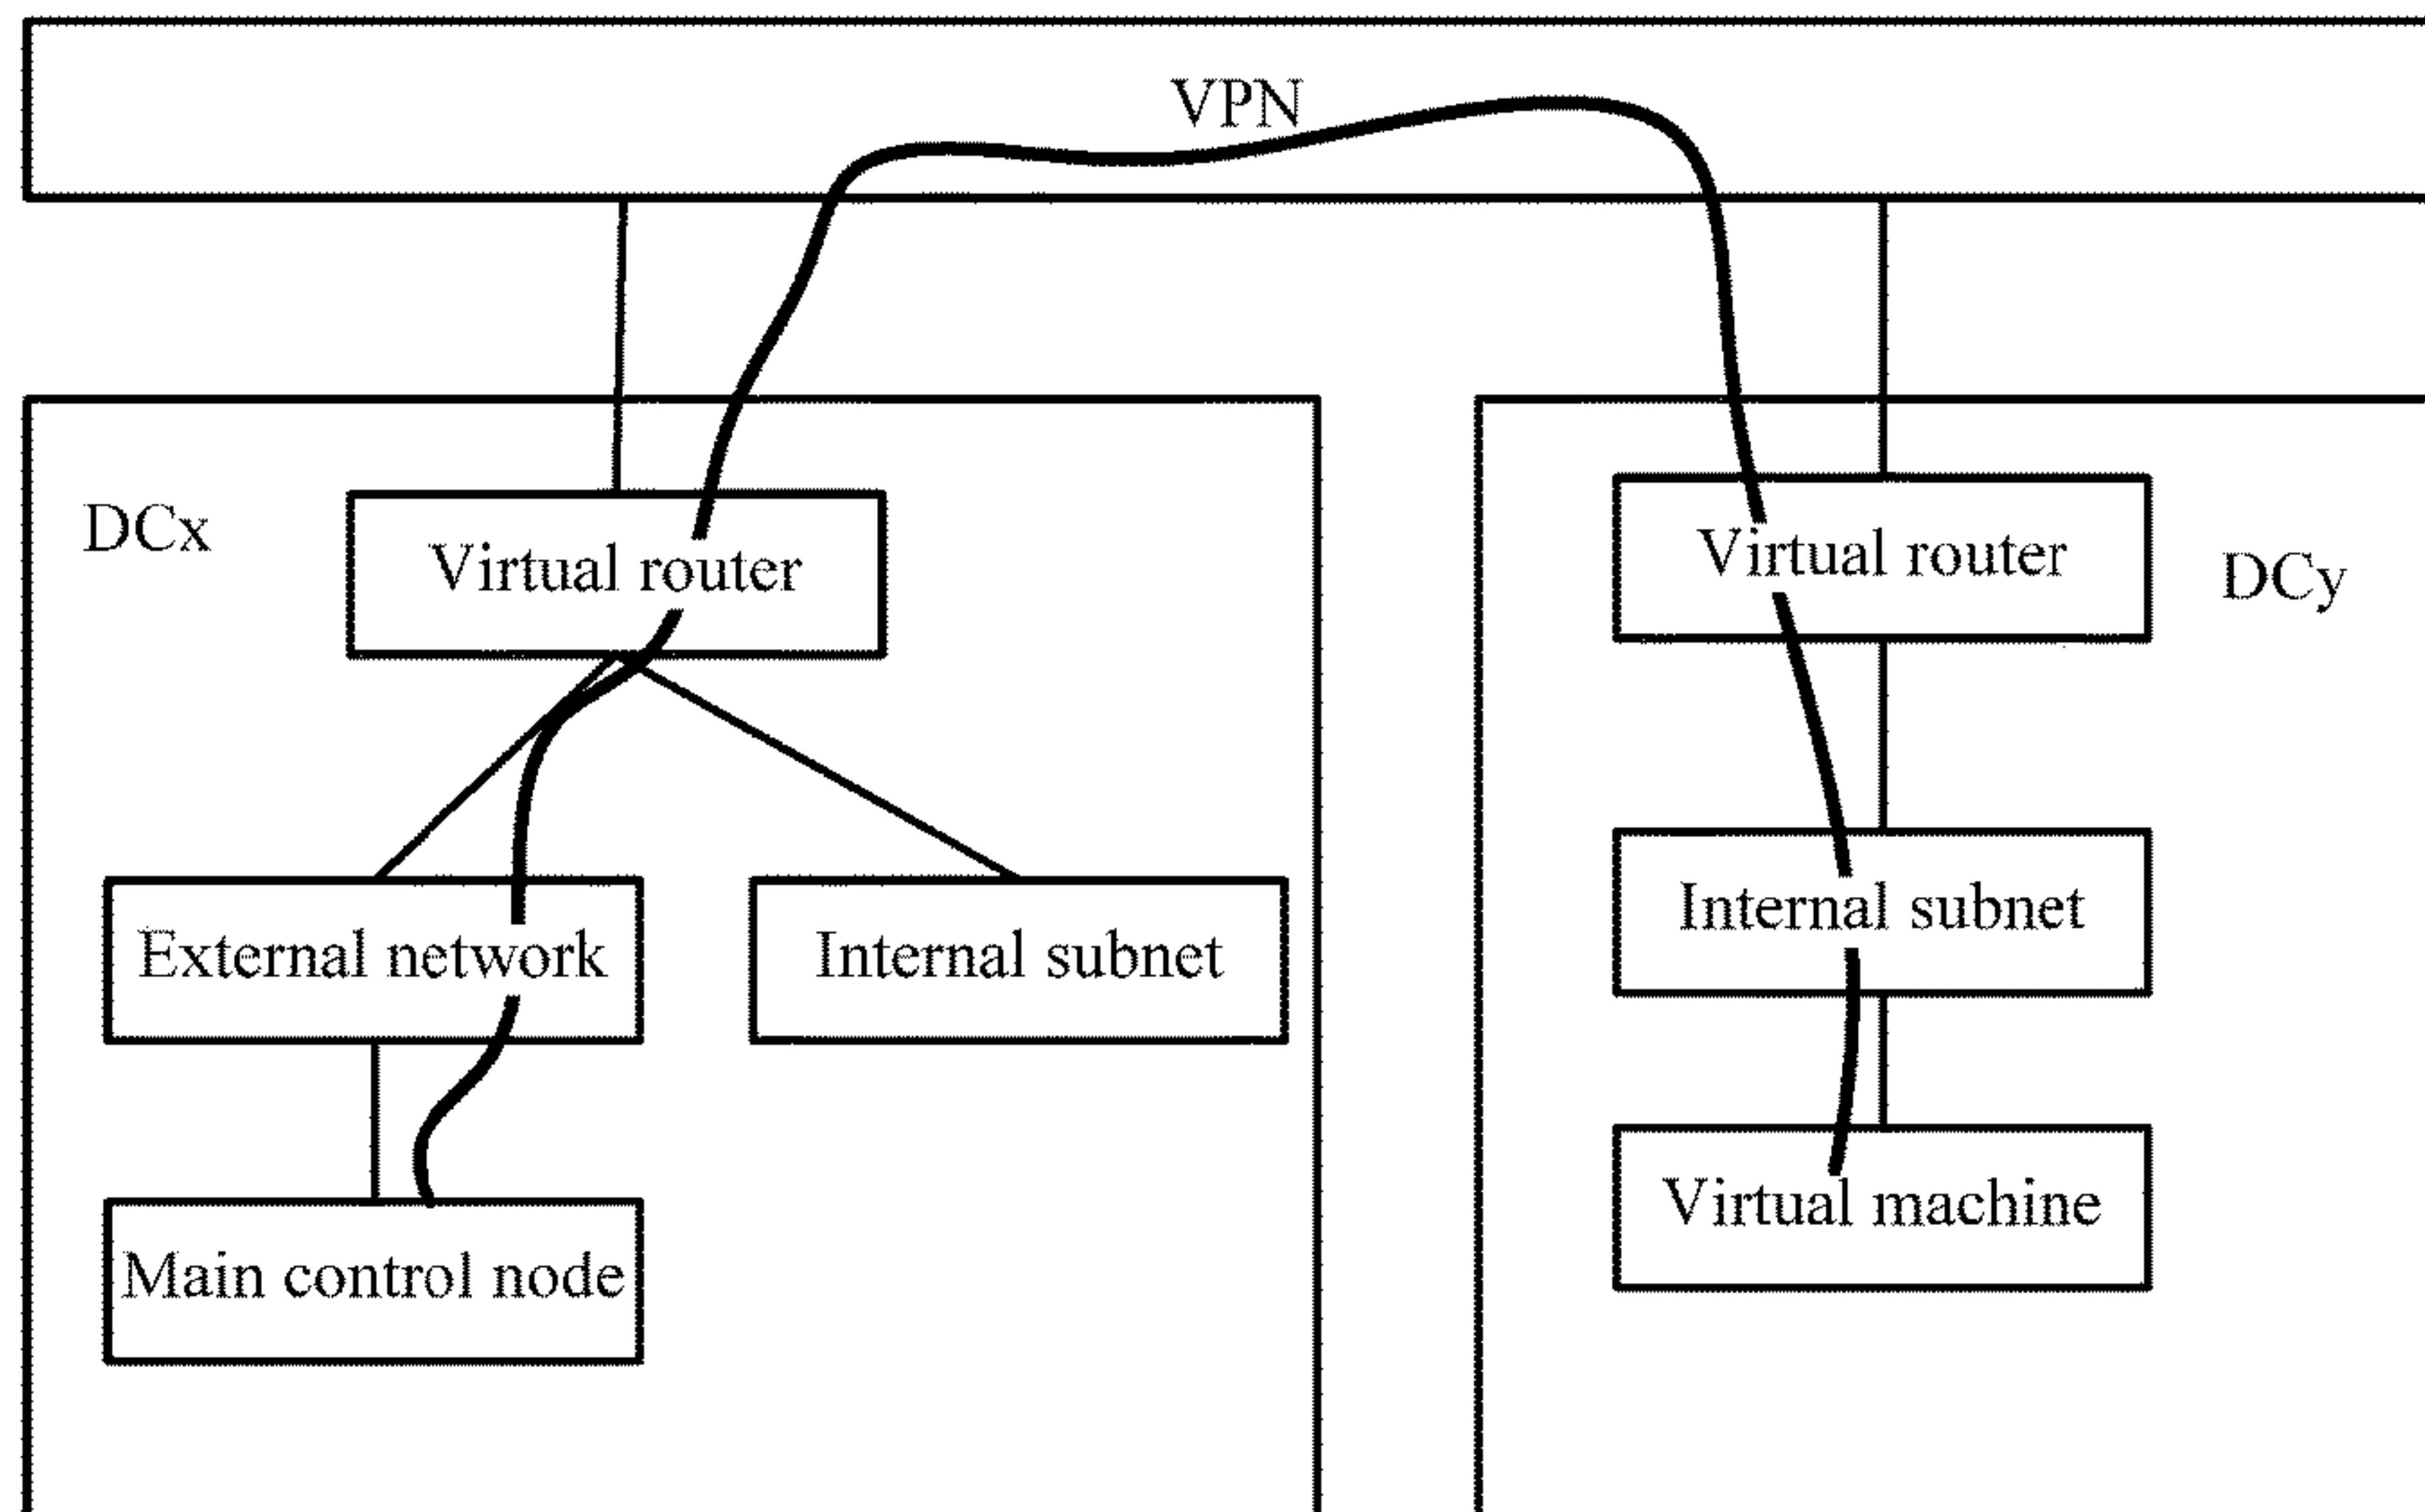 VPN
DCx
Virtual router
External network
Internal subnet
Main control node
Virtual router
DCy
Internal subnet
Virtual machine